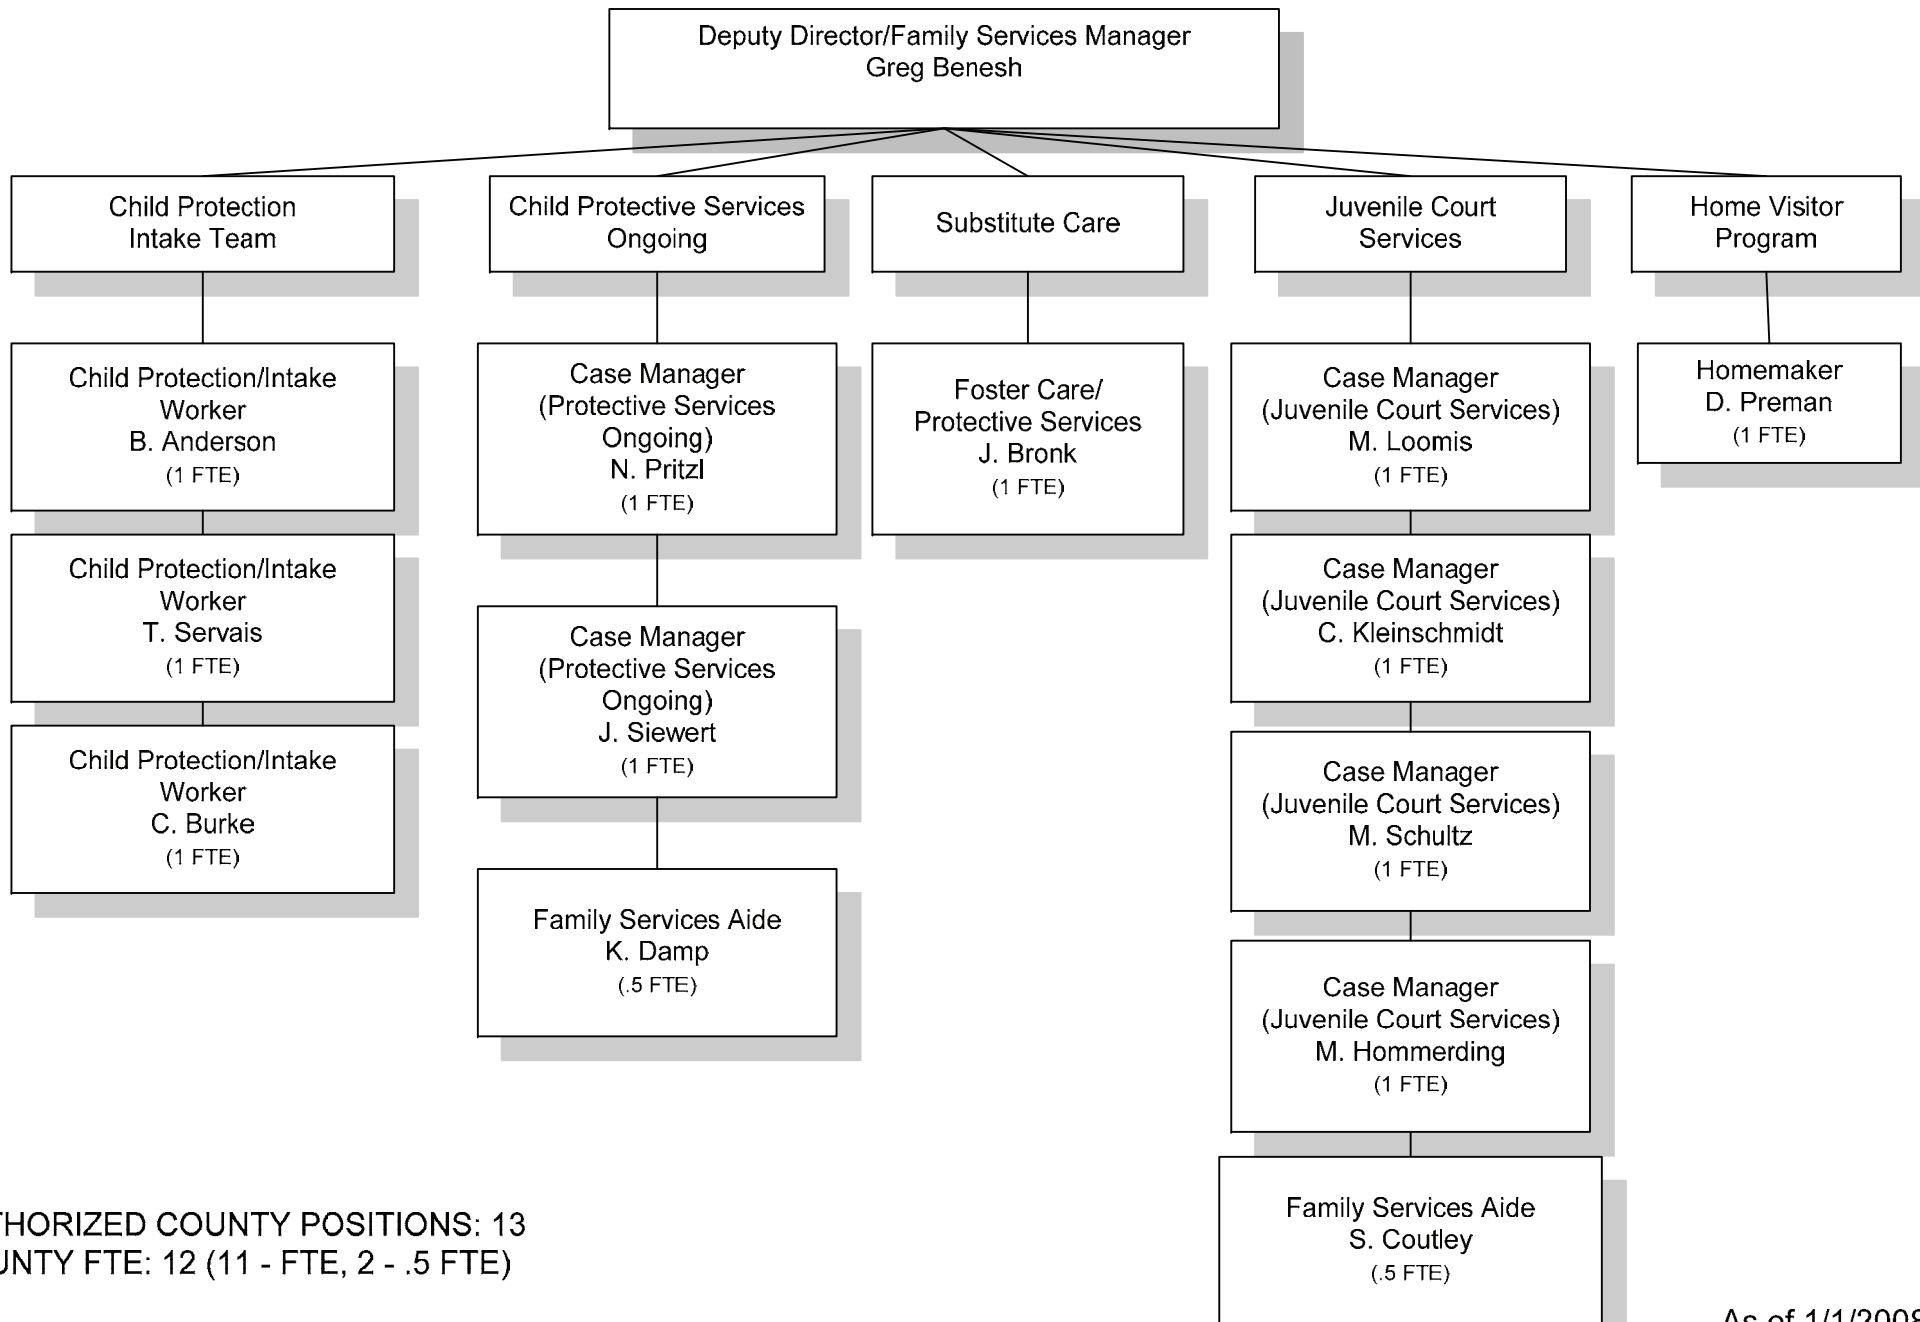 Deputy Director/Family Services Manager
Greg Benesh
Child Protection
Intake Team
Child Protective Services
Ongoing
Substitute Care
Juvenile Court
Services
Home Visitor
Program
Child Protection/Intake
Worker
B. Anderson
(1 FTE)
Child Protection/Intake
Worker
T. Servais
(1 FTE)
Child Protection/Intake
Worker
C. Burke
(1 FTE)
Case Manager
(Protective Services
Ongoing)
N. Pritzl
(1 FTE)
Case Manager
(Protective Services
Ongoing)
J. Siewert
(1 FTE)
Family Services Aide
K. Damp
(.5 FTE)
Foster Care/
Protective Services
J. Bronk
(1 FTE)
Case Manager
(Juvenile Court Services)
M. Loomis
(1 FTE)
Case Manager
(Juvenile Court Services)
C. Kleinschmidt
(1 FTE)
Case Manager
(Juvenile Court Services)
M. Schultz
(1 FTE)
Case Manager
(Juvenile Court Services)
M. Hommerding
(1 FTE)
Family Services Aide
S. Coutley
(.5 FTE)
Homemaker
D. Preman
(1 FTE)
THORIZED COUNTY POSITIONS: 13
UNTY FTE: 12 (11 - FTE, 2 - .5 FTE)
As of 1/1/2008